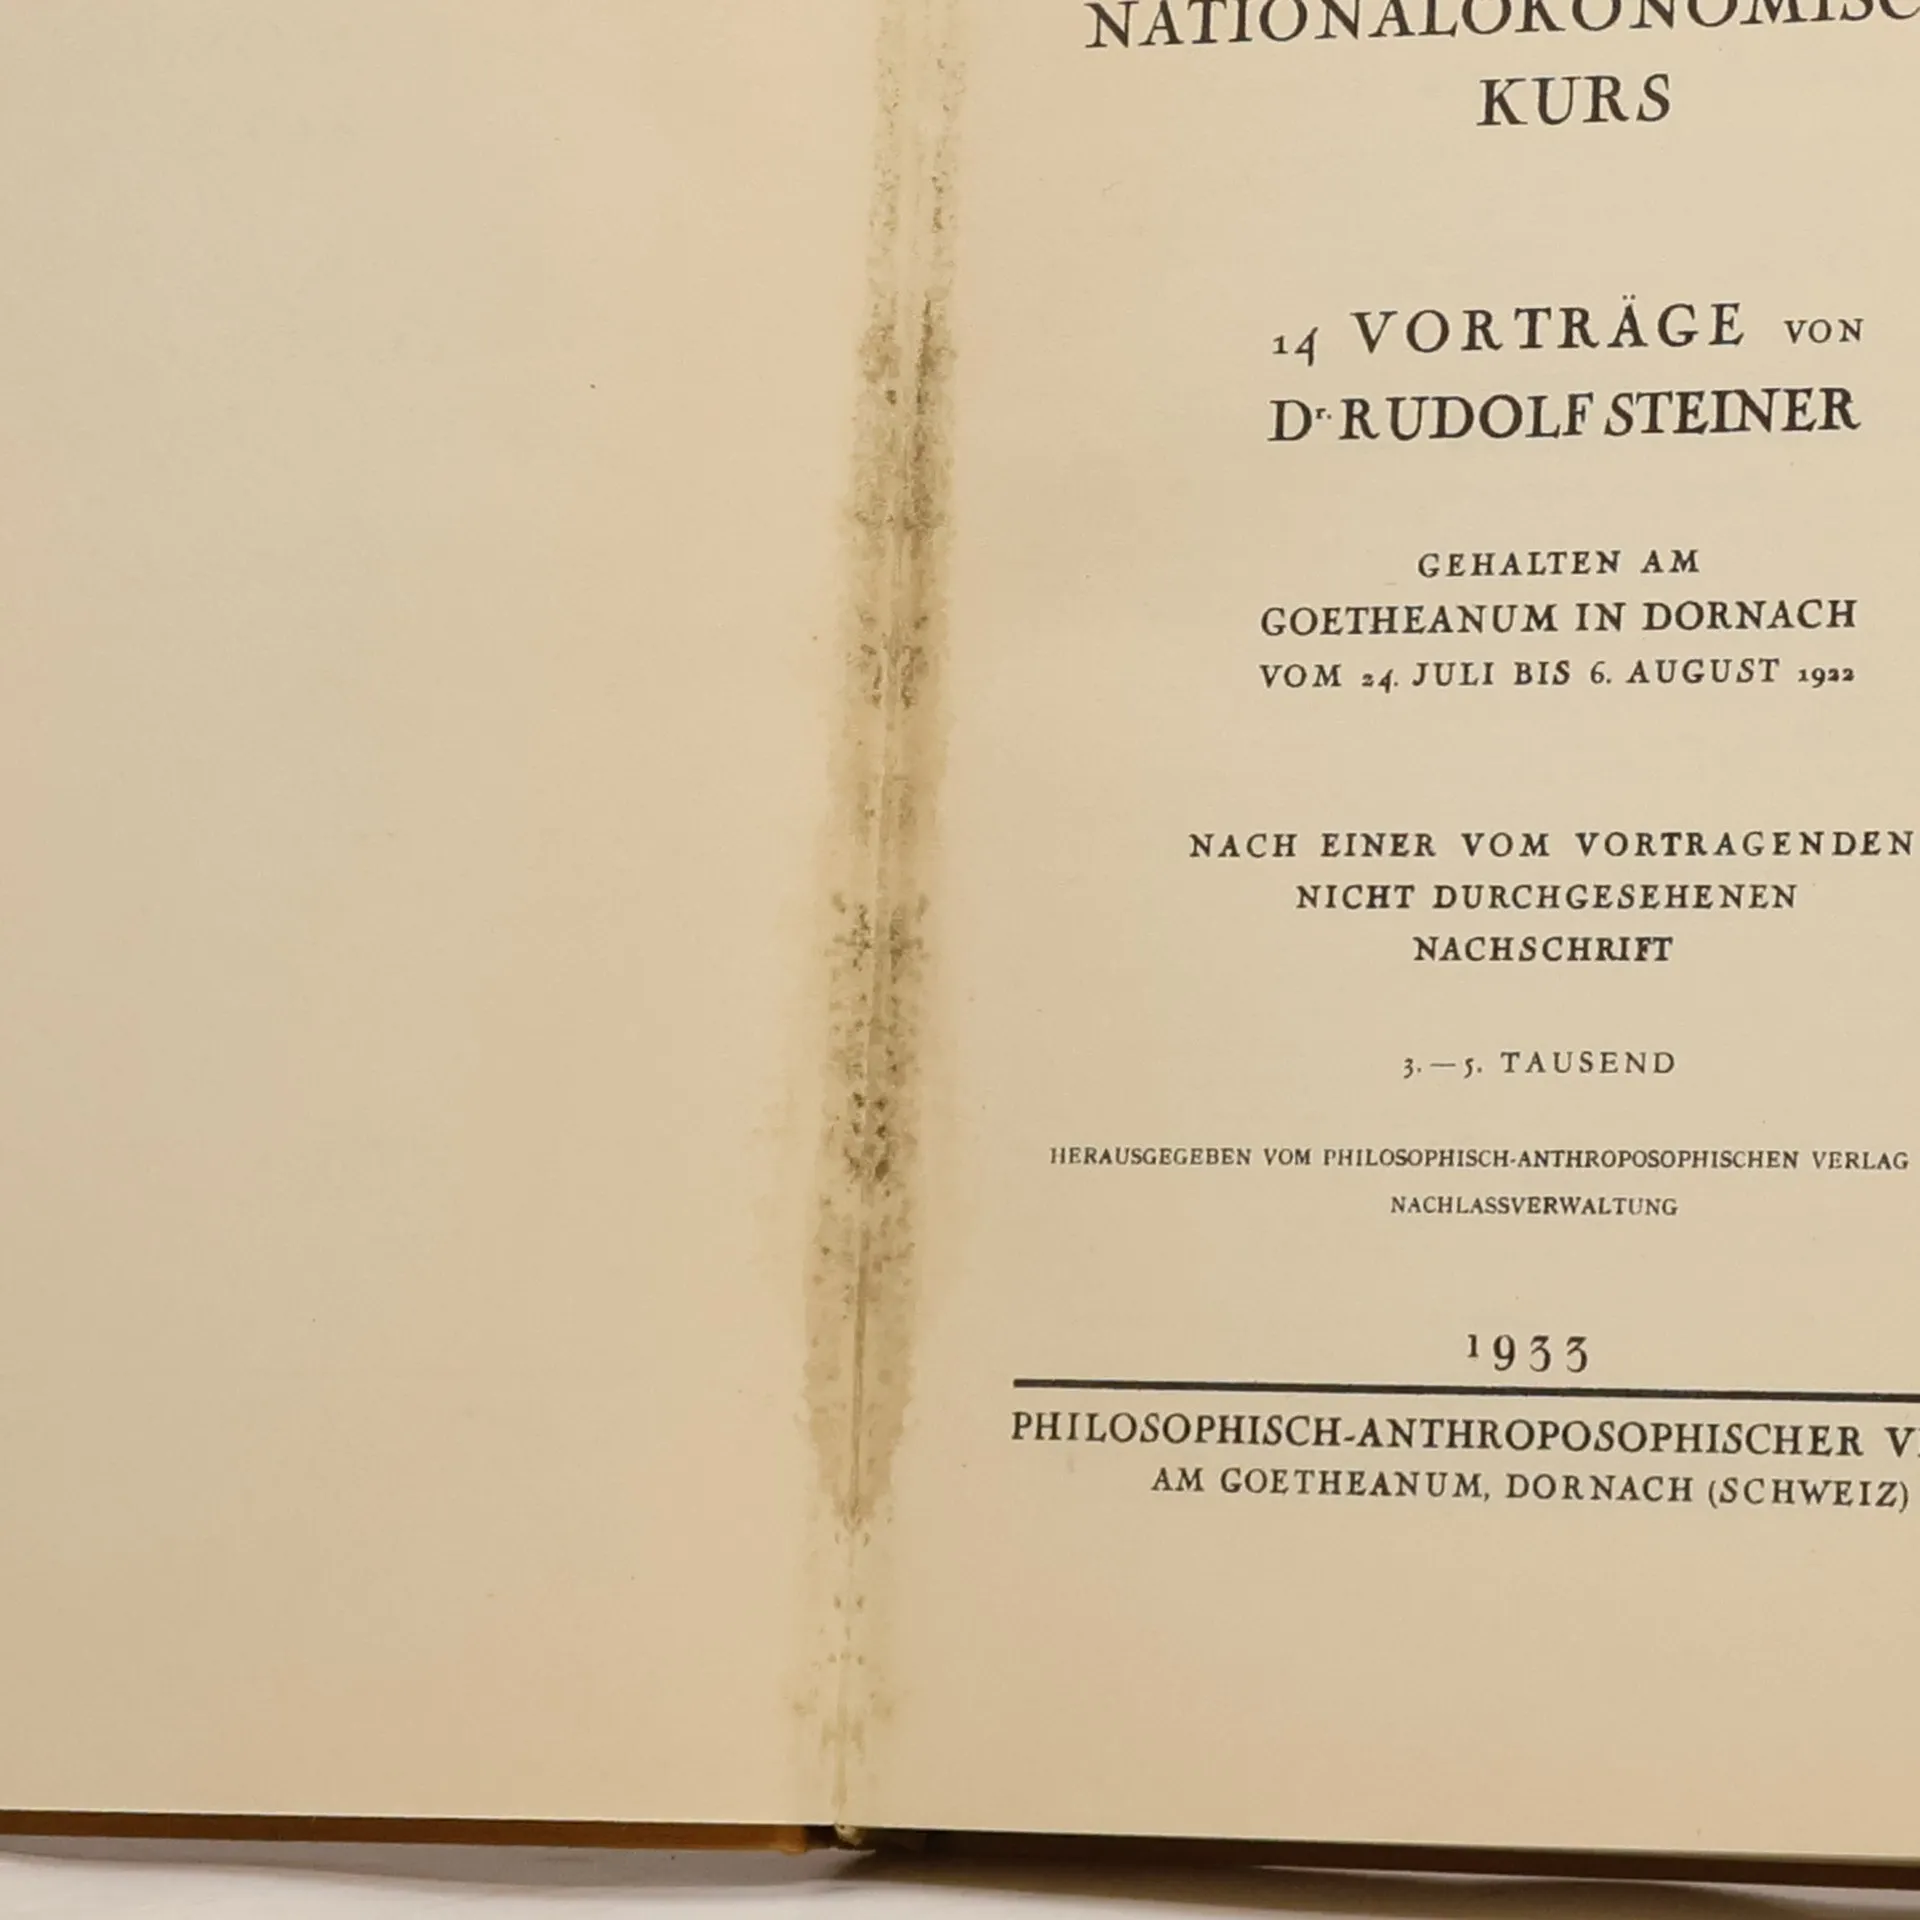 NATIONALÖKONOMISC
KURS
14 VORTRÄGE VON
Dr. RUDOLF STEINER
GEHALTEN AM
GOETHEANUM IN DORNACH
VOM 24. JULI BIS 6. AUGUST 1922
NACH EINER VOM VORTRAGENDEN
NICHT DURCHGESEHENEN
NACHSCHRIFT
3. — 5. TAUSEND
HERAUSGEGEBEN VOM PHILOSOPHISCH-ANTHROPOSOPHISCHEN VERLAG
NACHLASSVERWALTUNG
1933
PHILOSOPHISCH-ANTHROPOSOPHISCHER
AM GOETHEANUM, DORNACH (SCHWEIZ)